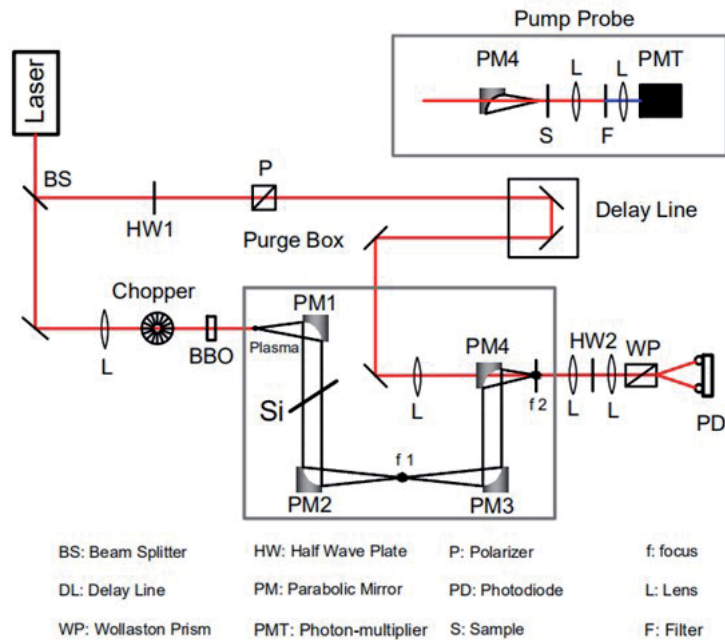 Pump Probe
PM4
L
L
PMT
S
F
Laser
BS
HW1
P
Delay Line
Purge Box
Chopper
L
BBO
Plasma
PM1
Si
PM2
f 1
PM3
PM4
L
f 2
L
HW2
L
WP
PD
BS: Beam Splitter
HW: Half Wave Plate
P: Polarizer
f: focus
DL: Delay Line
PM: Parabolic Mirror
PD: Photodiode
L: Lens
WP: Wollaston Prism
PMT: Photon-multiplier
S: Sample
F: Filter